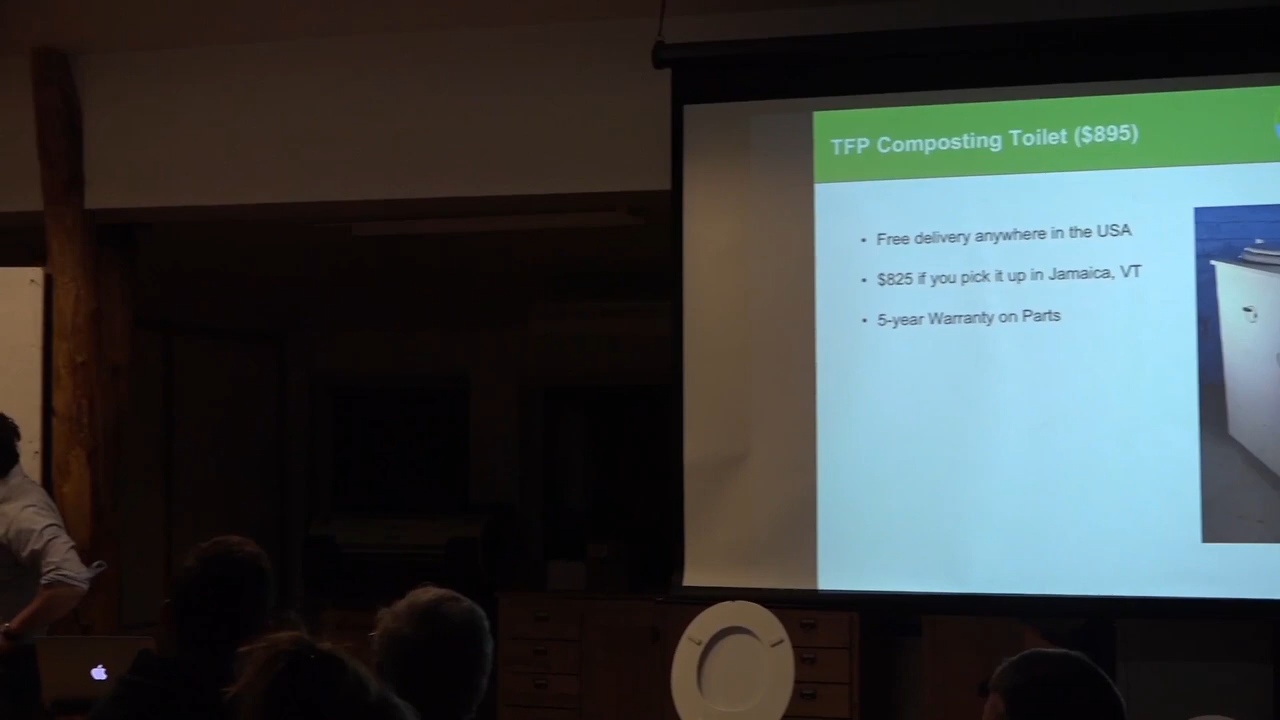 TFP Composting Toilet ($895)
• Free delivery anywhere in the USA
• $825 if you pick it up in Jamaica, VT
• 5-year Warranty on Parts